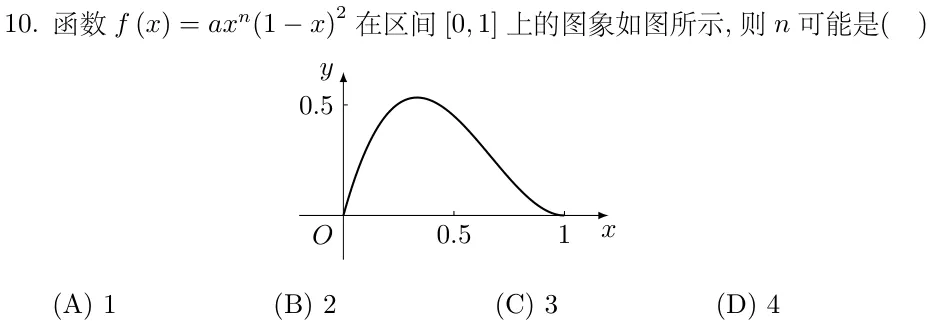 10. 函数 f (x) = axⁿ(1 − x)² 在区间 [0, 1] 上的图象如图所示, 则 n 可能是(   )
y
0.5
O 0.5 1 x
(A) 1 (B) 2 (C) 3 (D) 4